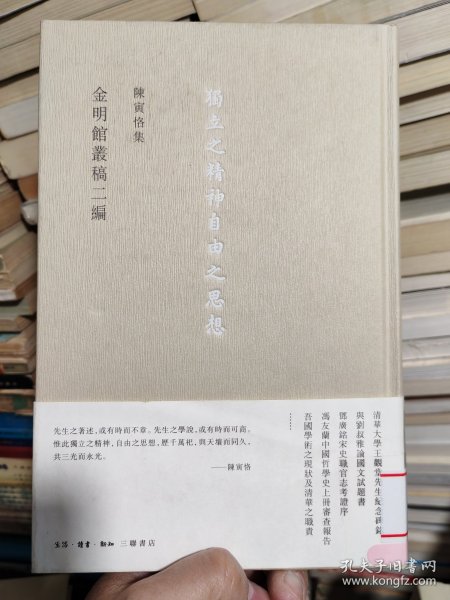 獨立之精神自由之思想
陳寅恪集
金明館叢稿二編
清華大學王觀堂先生紀念碑銘
與劉叔雅論國文試題書
鄧廣銘宋史職官志考證序
馮友蘭中國哲學史上冊審查報告
吾國學術之現狀及清華之職責
……
先生之著述，或有時而不章。先生之學說，或有時而可商。
惟此獨立之精神，自由之思想，歷千萬祀，與天壤而同久，
共三光而永光。
——陳寅恪
生活·讀書·新知 三聯書店
孔夫子旧书网
www.kongfz.com